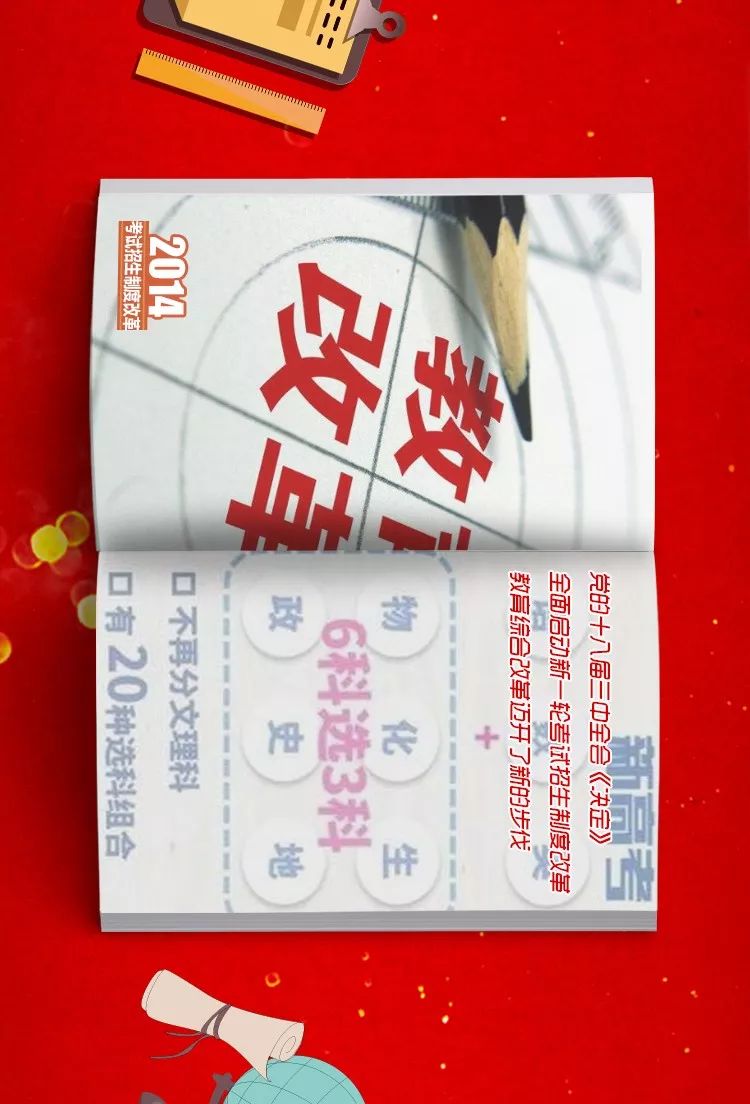 2014
考试招生制度改革
教育
改革
党的十八届三中全会《决定》
全面启动新一轮考试招生制度改革
教育综合改革迈开了新的步伐
新高考
语 数 英
+
物 化 生
6科选3科
政 史 地
不再分文理科
有20种选科组合